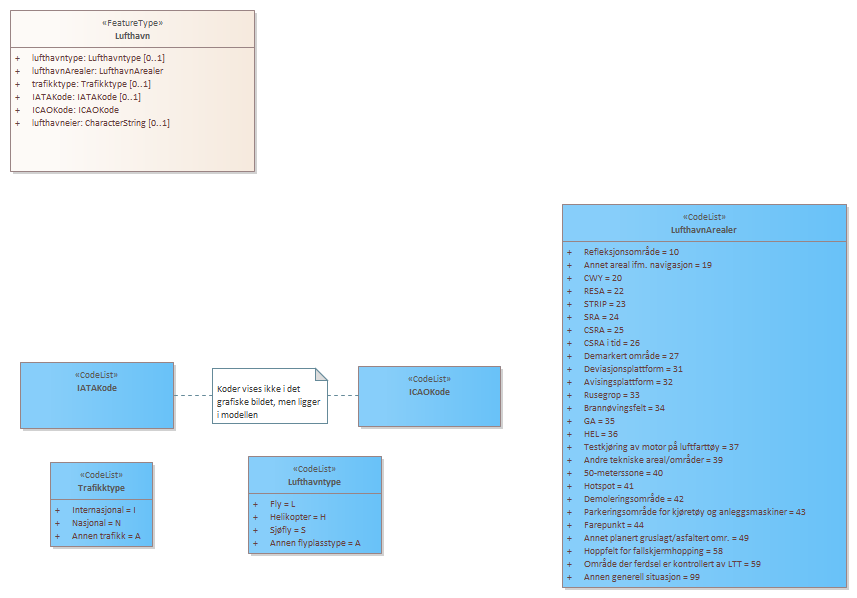 «FeatureType»
Lufthavn
+ lufthavntype: Lufthavntype [0..1]
+ lufthavnArealer: LufthavnArealer
+ trafikktype: Trafikktype [0..1]
+ IATAKode: IATAKode [0..1]
+ ICAOKode: ICAOKode
+ lufthavneier: CharacterString [0..1]
«CodeList»
LufthavnArealer
+ Refleksjonsområde = 10
+ Annet areal ifm. navigasjon = 19
+ CWY = 20
+ RESA = 22
+ STRIP = 23
+ SRA = 24
+ CSRA = 25
+ CSRA i tid = 26
+ Demarkert område = 27
+ Deviasjonsplattform = 31
+ Avisingsplattform = 32
+ Rusegrop = 33
+ Brannøvingsfelt = 34
+ GA = 35
+ HEL = 36
+ Testkjøring av motor på luftfarttøy = 37
+ Andre tekniske areal/områder = 39
+ 50-meterssone = 40
+ Hotspot = 41
+ Demoleringsområde = 42
+ Parkeringsområde for kjøretøy og anleggsmaskiner = 43
+ Farepunkt = 44
+ Annet planert gruslagt/asfaltert omr. = 49
+ Hoppfelt for fallskjermhopping = 58
+ Område der ferdsel er kontrollert av LTT = 59
+ Annen generell situasjon = 99
«CodeList»
IATAKode
Koder vises ikke i det
grafiske bildet, men ligger
i modellen
«CodeList»
ICAOKode
«CodeList»
Trafikktype
+ Internasjonal = I
+ Nasjonal = N
+ Annen trafikk = A
«CodeList»
Lufthavntype
+ Fly = L
+ Helikopter = H
+ Sjøfly = S
+ Annen flyplasstype = A